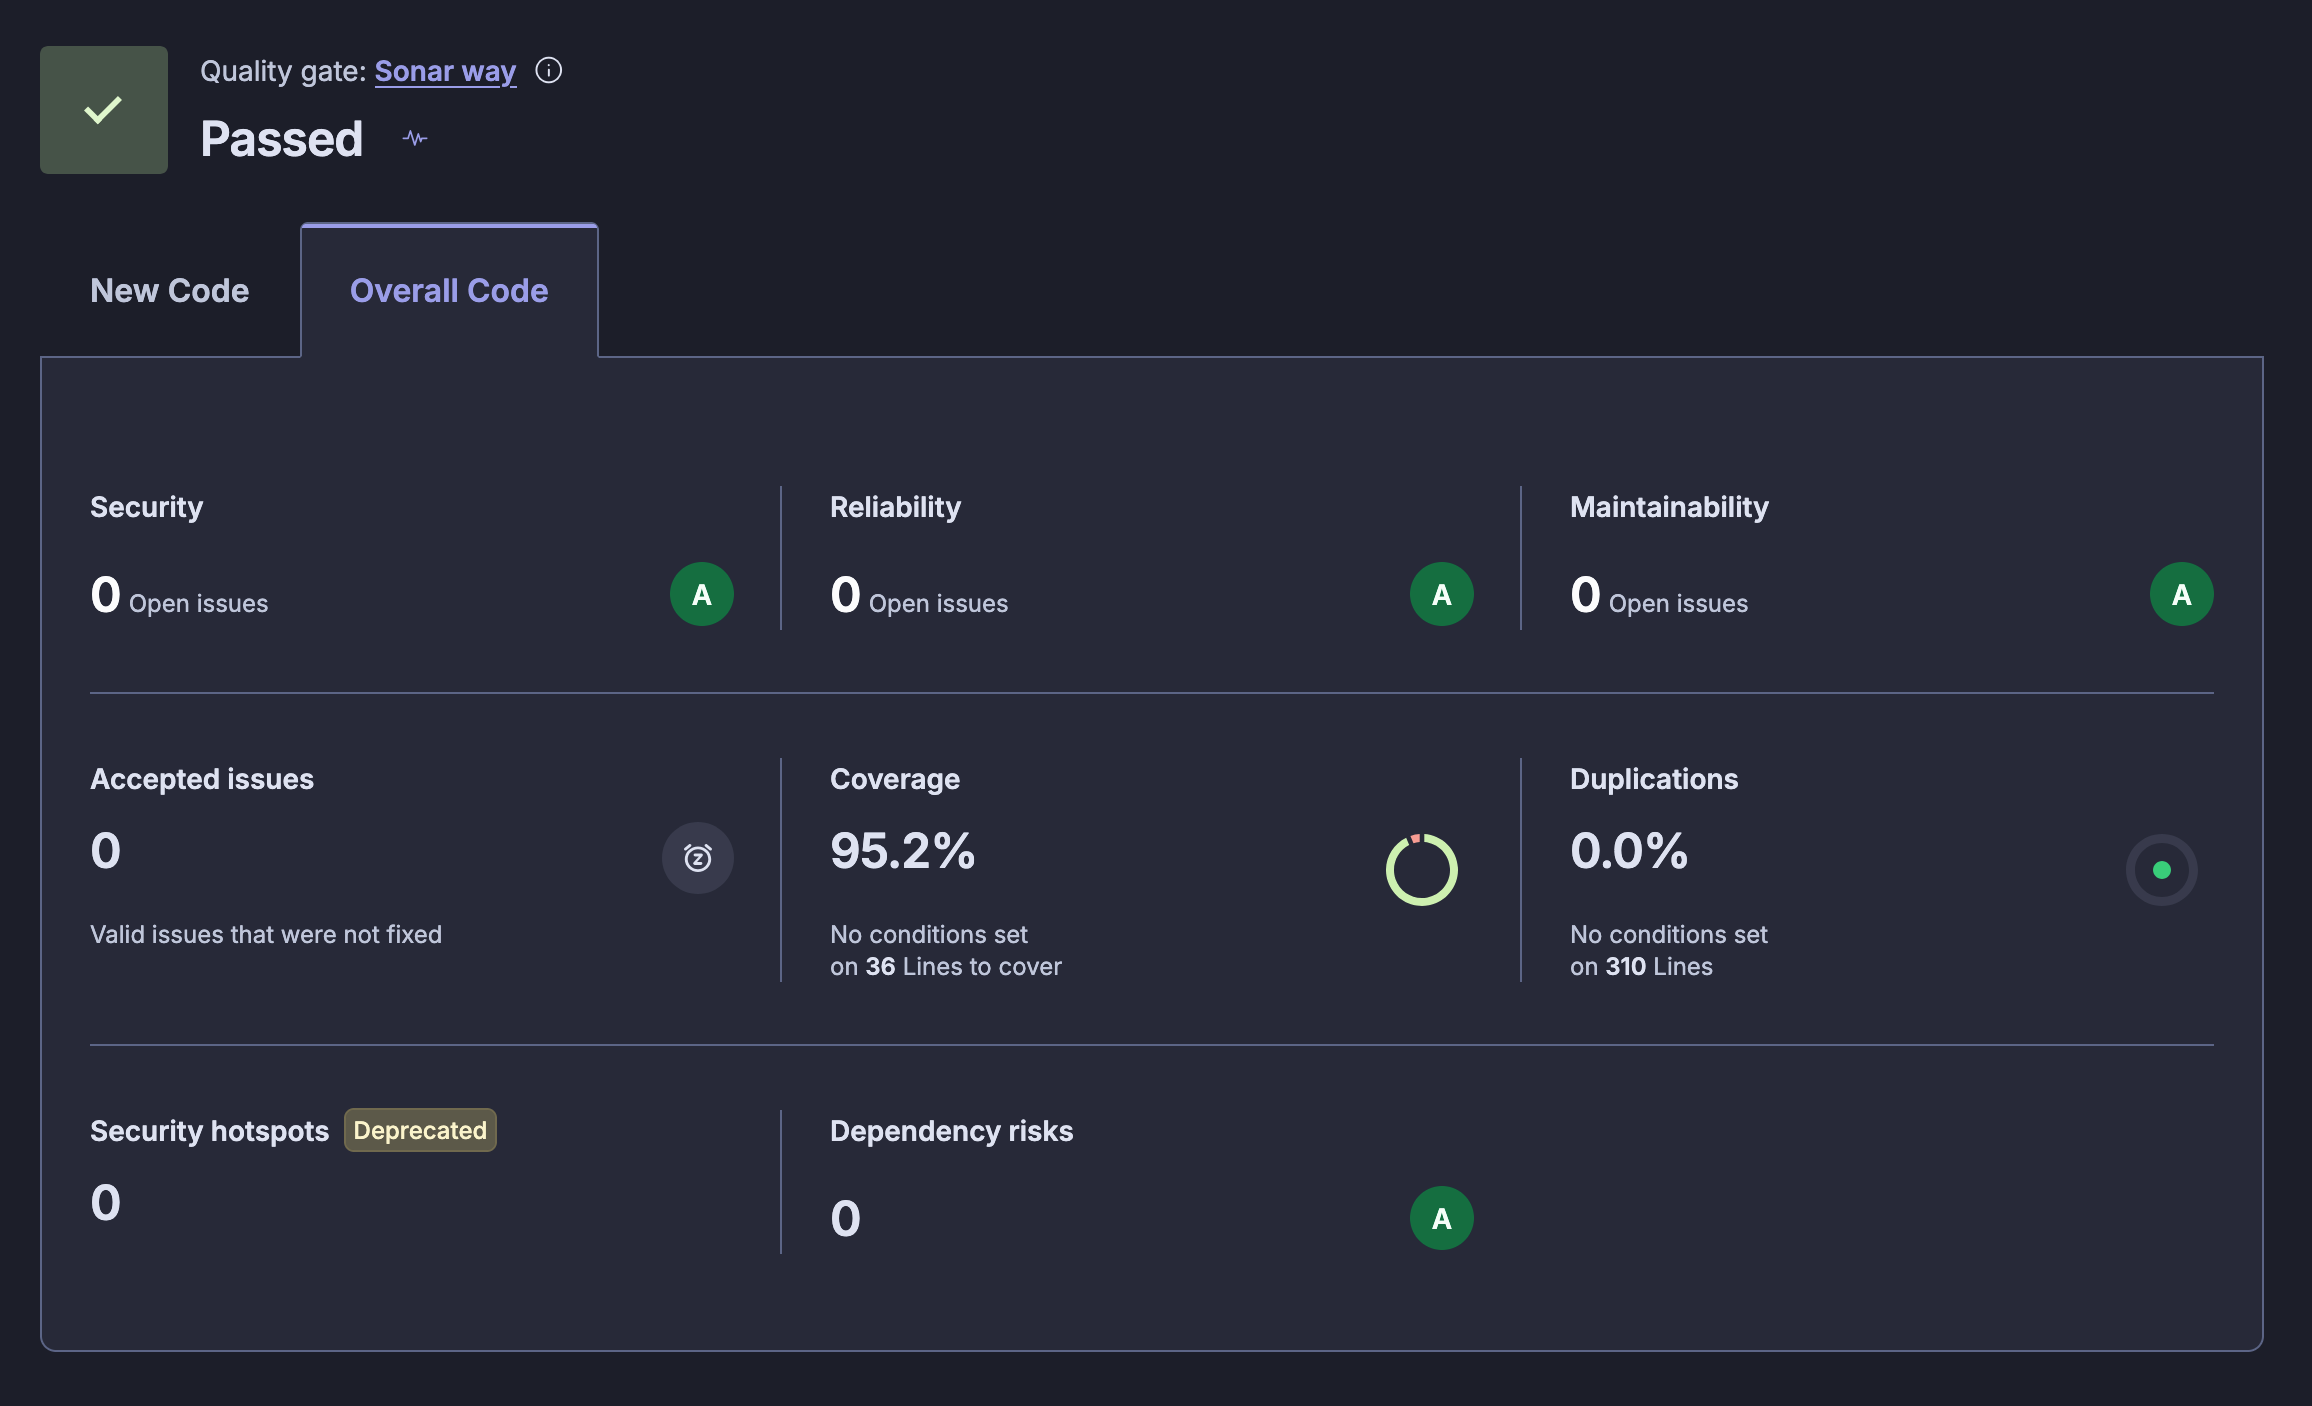 Quality gate: Sonar way
Passed
New Code
Overall Code
Security
0 Open issues
A
Reliability
0 Open issues
A
Maintainability
0 Open issues
A
Accepted issues
0
Valid issues that were not fixed
Coverage
95.2%
No conditions set
on 36 Lines to cover
Duplications
0.0%
No conditions set
on 310 Lines
Security hotspots Deprecated
0
Dependency risks
0
A